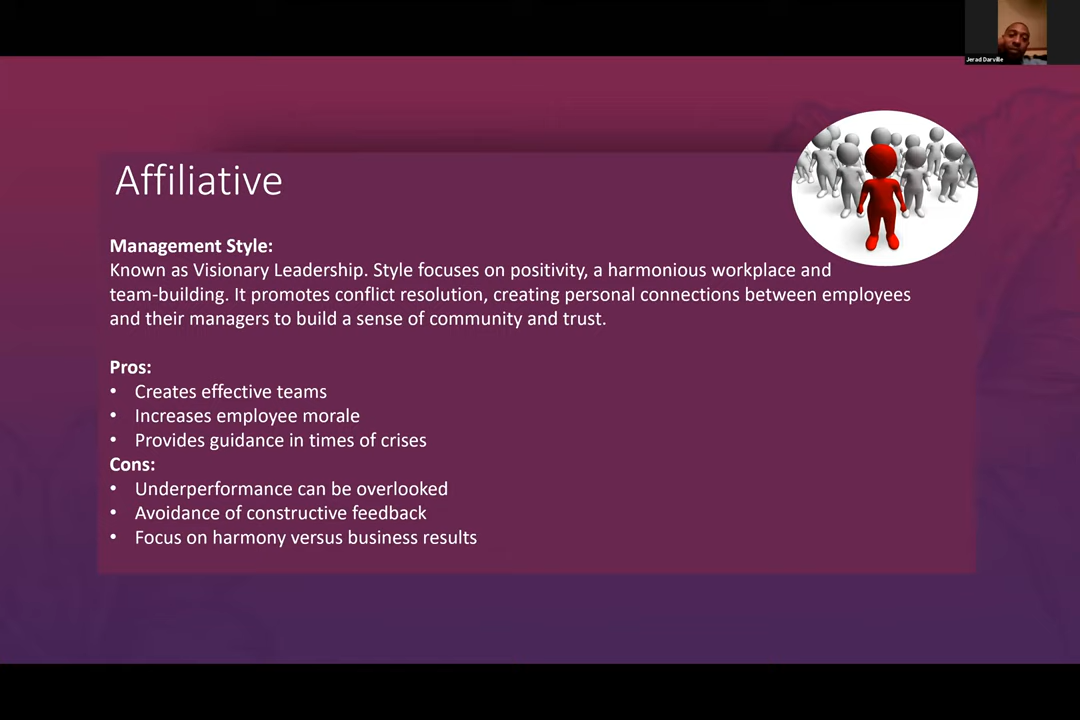 Jerad Darville
Affiliative
Management Style:
Known as Visionary Leadership. Style focuses on positivity, a harmonious workplace and
team-building. It promotes conflict resolution, creating personal connections between employees
and their managers to build a sense of community and trust.
Pros:
• Creates effective teams
• Increases employee morale
• Provides guidance in times of crises
Cons:
• Underperformance can be overlooked
• Avoidance of constructive feedback
• Focus on harmony versus business results